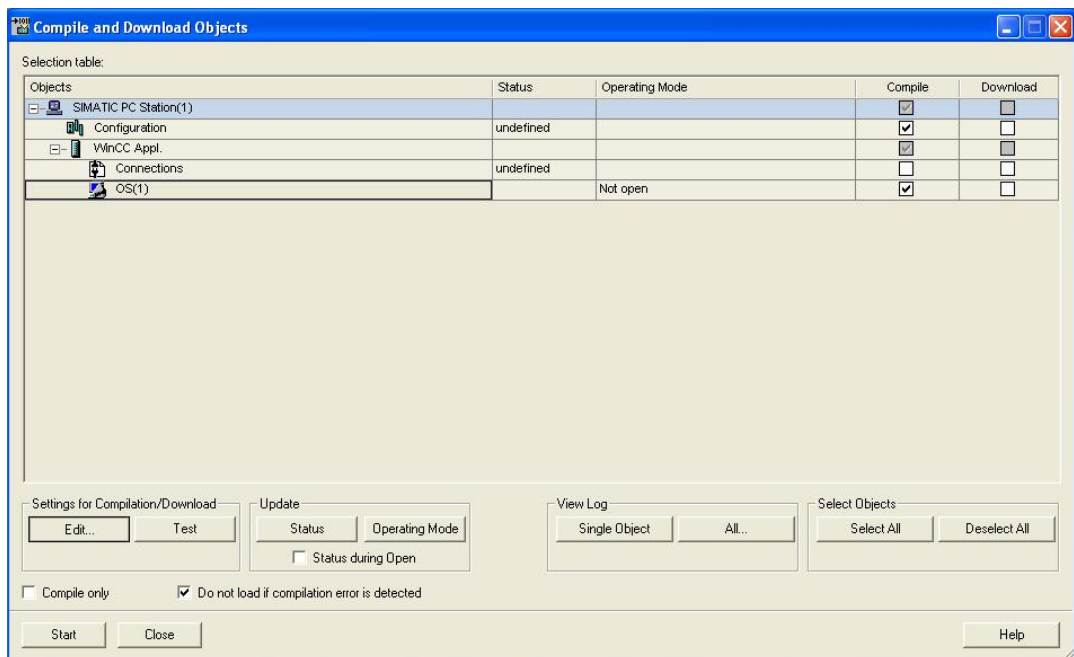 Compile and Download Objects
Selection table:
Objects Status Operating Mode Compile Download
SIMATIC PC Station(1)
Configuration undefined
WinCC Appl.
Connections undefined
OS(1) Not open
Settings for Compilation/Download Update View Log Select Objects
Edit... Test Status Operating Mode Single Object All... Select All Deselect All
Status during Open
Compile only Do not load if compilation error is detected
Start Close Help